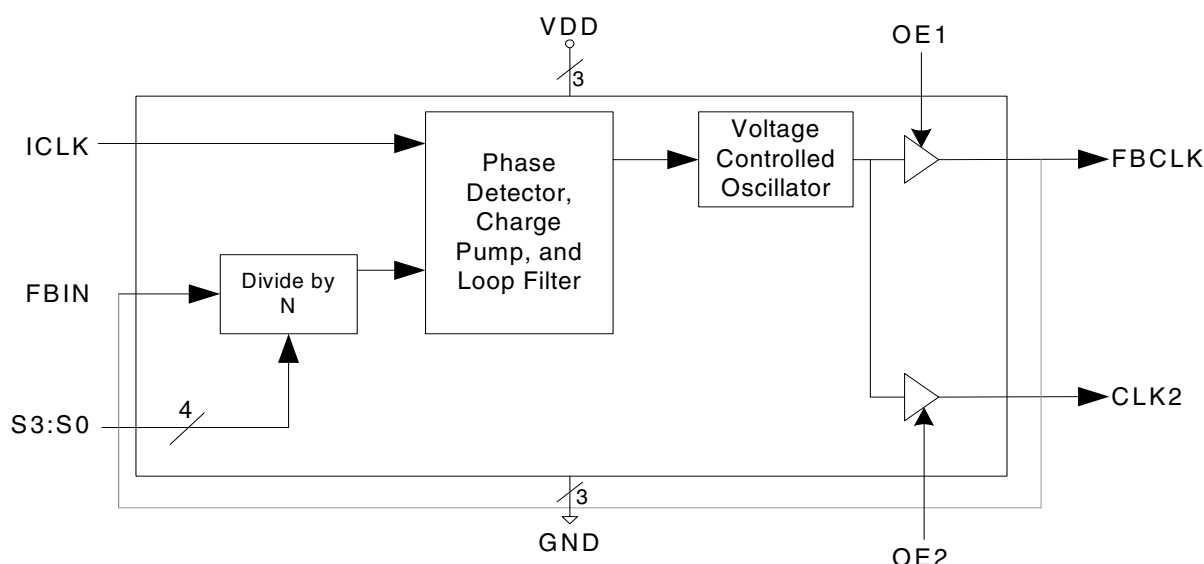 VDD
3
OE1
ICLK
Phase
Detector,
Charge
Pump, and
Loop Filter
Voltage
Controlled
Oscillator
FBCLK
FBIN
Divide by
N
S3:S0
4
CLK2
3
GND
OE2